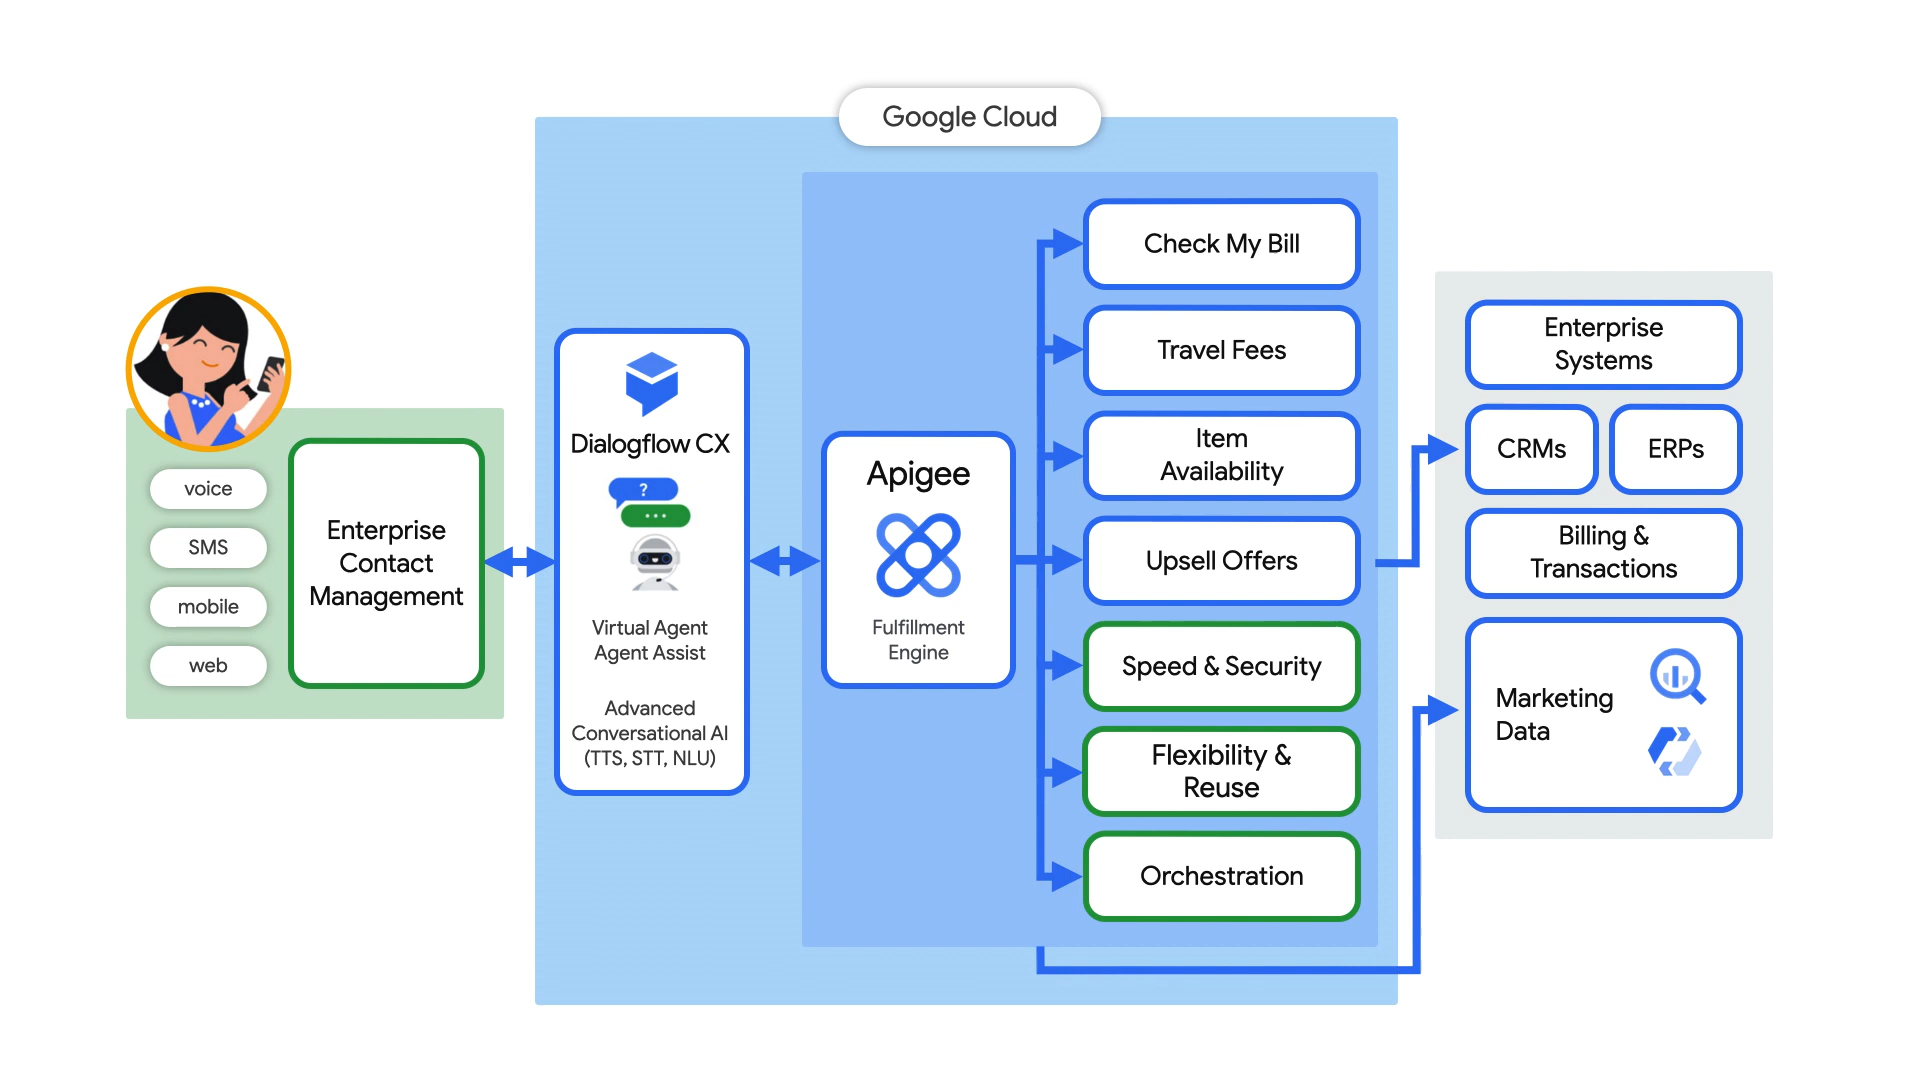 Google Cloud
voice
SMS
mobile
web
Enterprise
Contact
Management
Dialogflow CX
?
Virtual Agent
Agent Assist
Advanced
Conversational AI
(TTS, STT, NLU)
Apigee
Fulfillment
Engine
Check My Bill
Travel Fees
Item
Availability
Upsell Offers
Speed & Security
Flexibility &
Reuse
Orchestration
Enterprise
Systems
CRMs
ERPs
Billing &
Transactions
Marketing
Data